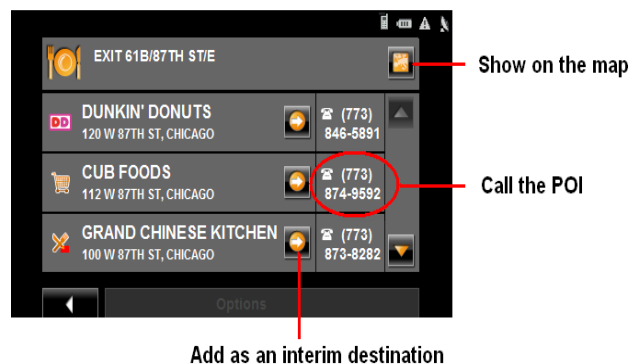 EXIT 61B/87TH ST/E
Show on the map
DD
DUNKIN' DONUTS
120 W 87TH ST, CHICAGO
(773)
846-5891
CUB FOODS
112 W 87TH ST, CHICAGO
(773)
874-9592
Call the POI
GRAND CHINESE KITCHEN
100 W 87TH ST, CHICAGO
(773)
873-8282
Options
Add as an interim destination